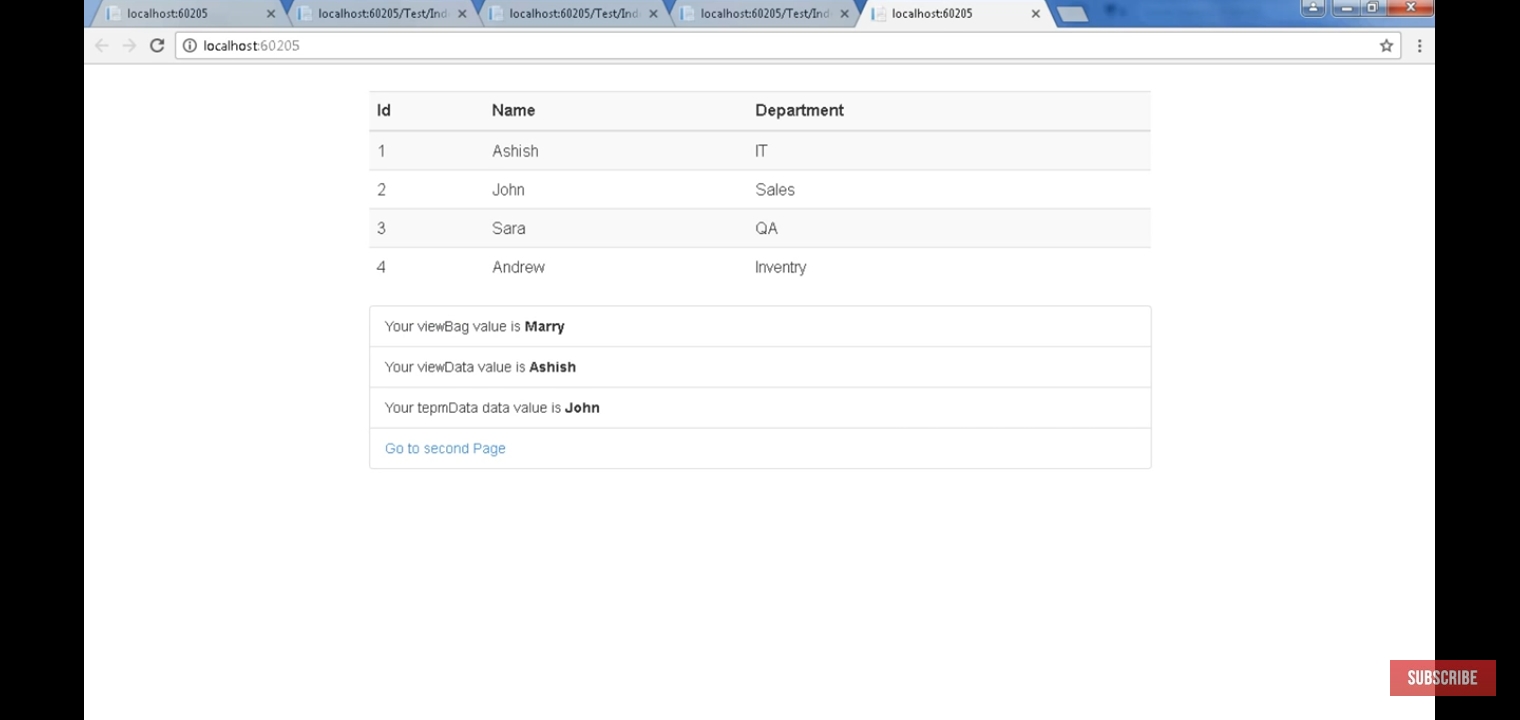 localhost:60205 localhost:60205/Test/Ind localhost:60205/Test/Ind localhost:60205/Test/Ind localhost:60205
localhost:60205
Id Name Department
1 Ashish IT
2 John Sales
3 Sara QA
4 Andrew Inventry
Your viewBag value is Marry
Your viewData value is Ashish
Your tepmData data value is John
Go to second Page
SUBSCRIBE